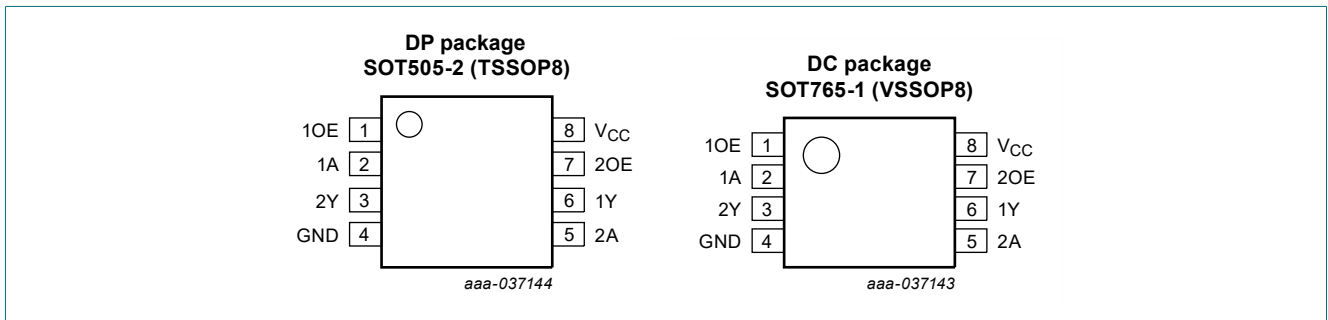 DP package
SOT505-2 (TSSOP8)
1OE 1 8 VCC
1A 2 7 2OE
2Y 3 6 1Y
GND 4 5 2A
aaa-037144
DC package
SOT765-1 (VSSOP8)
1OE 1 8 VCC
1A 2 7 2OE
2Y 3 6 1Y
GND 4 5 2A
aaa-037143